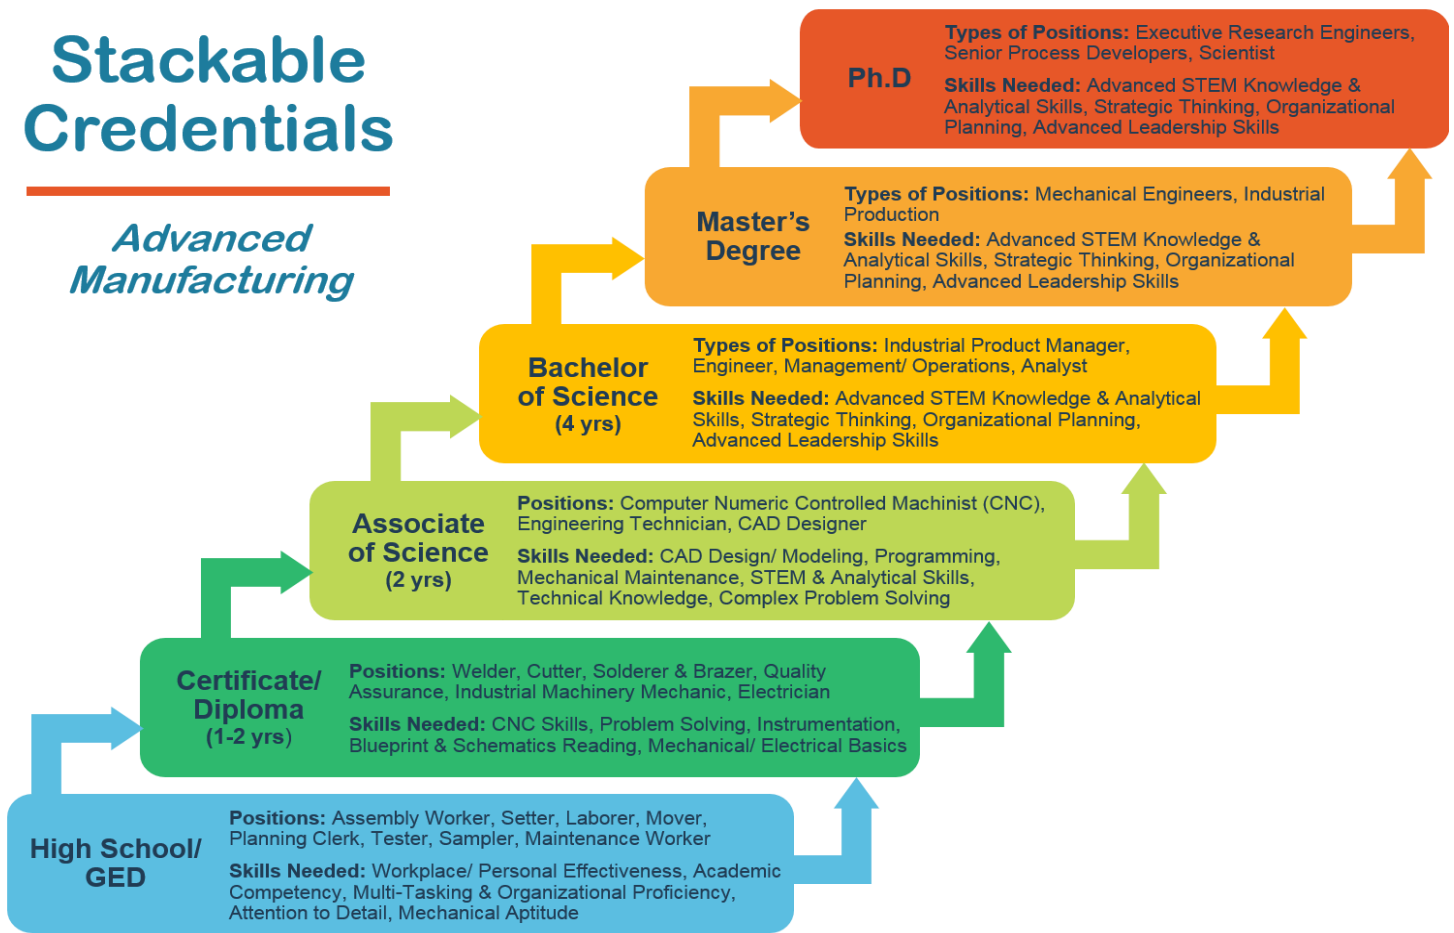 Stackable
Credentials
Advanced
Manufacturing
Ph.D
Types of Positions: Executive Research Engineers,
Senior Process Developers, Scientist
Skills Needed: Advanced STEM Knowledge &
Analytical Skills, Strategic Thinking, Organizational
Planning, Advanced Leadership Skills
Master's
Degree
Types of Positions: Mechanical Engineers, Industrial
Production
Skills Needed: Advanced STEM Knowledge &
Analytical Skills, Strategic Thinking, Organizational
Planning, Advanced Leadership Skills
Bachelor
of Science
(4 yrs)
Types of Positions: Industrial Product Manager,
Engineer, Management/ Operations, Analyst
Skills Needed: Advanced STEM Knowledge & Analytical
Skills, Strategic Thinking, Organizational Planning,
Advanced Leadership Skills
Associate
of Science
(2 yrs)
Positions: Computer Numeric Controlled Machinist (CNC),
Engineering Technician, CAD Designer
Skills Needed: CAD Design/ Modeling, Programming,
Mechanical Maintenance, STEM & Analytical Skills,
Technical Knowledge, Complex Problem Solving
Certificate/
Diploma
(1-2 yrs)
Positions: Welder, Cutter, Solderer & Brazer, Quality
Assurance, Industrial Machinery Mechanic, Electrician
Skills Needed: CNC Skills, Problem Solving, Instrumentation,
Blueprint & Schematics Reading, Mechanical/ Electrical Basics
High School/
GED
Positions: Assembly Worker, Setter, Laborer, Mover,
Planning Clerk, Tester, Sampler, Maintenance Worker
Skills Needed: Workplace/ Personal Effectiveness, Academic
Competency, Multi-Tasking & Organizational Proficiency,
Attention to Detail, Mechanical Aptitude